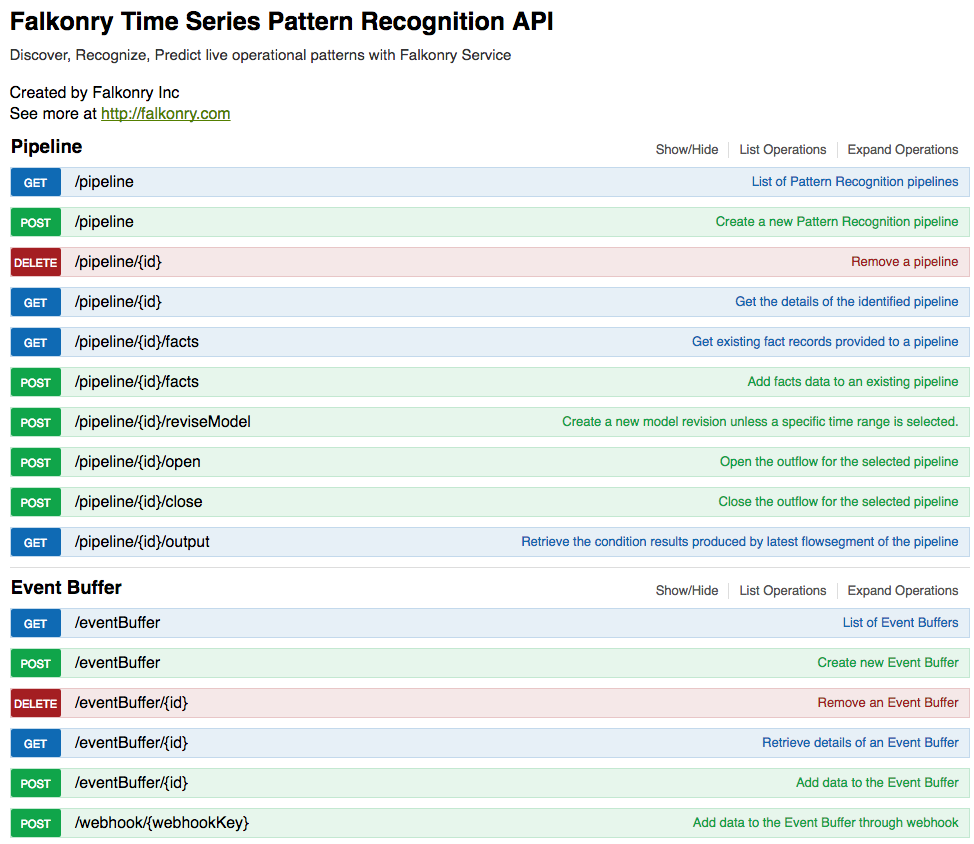 Falkonry Time Series Pattern Recognition API
Discover, Recognize, Predict live operational patterns with Falkonry Service
Created by Falkonry Inc
See more at http://falkonry.com
Pipeline Show/Hide List Operations Expand Operations
GET /pipeline List of Pattern Recognition pipelines
POST /pipeline Create a new Pattern Recognition pipeline
DELETE /pipeline/{id} Remove a pipeline
GET /pipeline/{id} Get the details of the identified pipeline
GET /pipeline/{id}/facts Get existing fact records provided to a pipeline
POST /pipeline/{id}/facts Add facts data to an existing pipeline
POST /pipeline/{id}/reviseModel Create a new model revision unless a specific time range is selected.
POST /pipeline/{id}/open Open the outflow for the selected pipeline
POST /pipeline/{id}/close Close the outflow for the selected pipeline
GET /pipeline/{id}/output Retrieve the condition results produced by latest flowsegment of the pipeline
Event Buffer Show/Hide List Operations Expand Operations
GET /eventBuffer List of Event Buffers
POST /eventBuffer Create new Event Buffer
DELETE /eventBuffer/{id} Remove an Event Buffer
GET /eventBuffer/{id} Retrieve details of an Event Buffer
POST /eventBuffer/{id} Add data to the Event Buffer
POST /webhook/{webhookKey} Add data to the Event Buffer through webhook